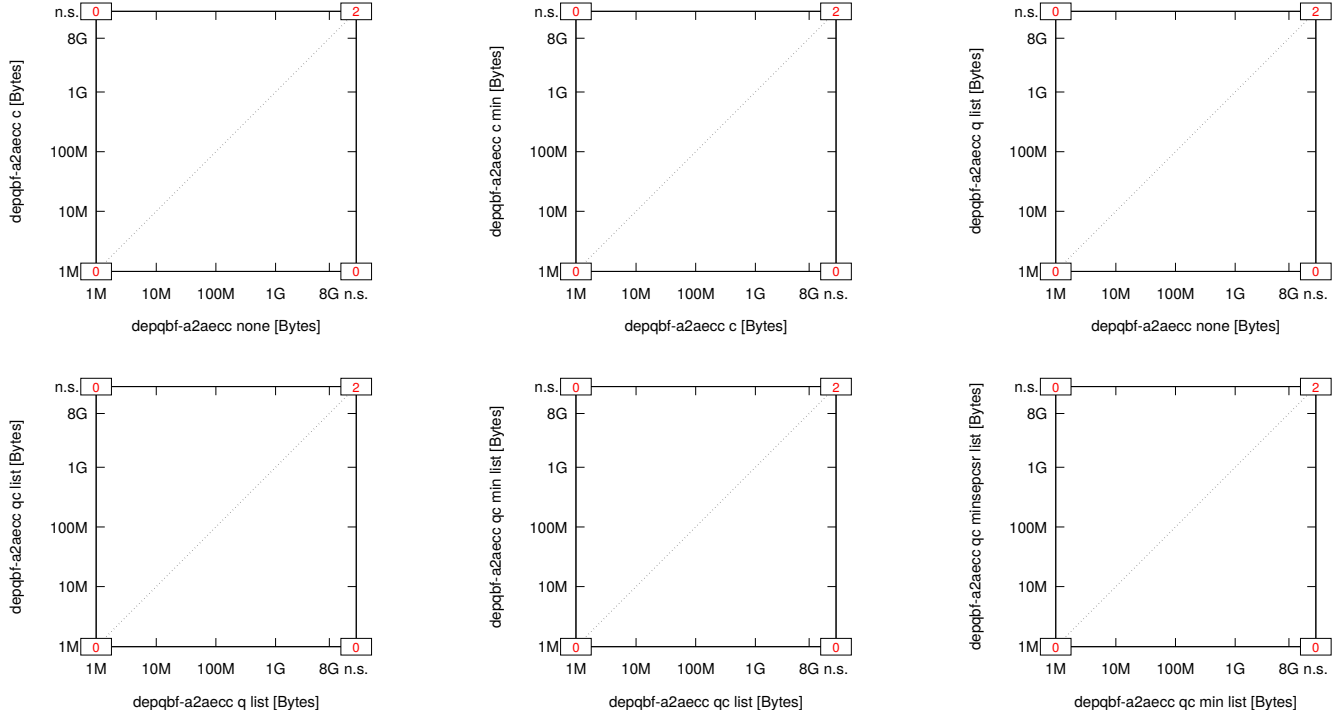 n.s.
0
2
8G
1G
100M
10M
1M
0
0
1M 10M 100M 1G 8G n.s.
depqbf-a2aecc c [Bytes]
depqbf-a2aecc none [Bytes]
n.s.
0
2
8G
1G
100M
10M
1M
0
0
1M 10M 100M 1G 8G n.s.
depqbf-a2aecc c min [Bytes]
depqbf-a2aecc c [Bytes]
n.s.
0
2
8G
1G
100M
10M
1M
0
0
1M 10M 100M 1G 8G n.s.
depqbf-a2aecc q list [Bytes]
depqbf-a2aecc none [Bytes]
n.s.
0
2
8G
1G
100M
10M
1M
0
0
1M 10M 100M 1G 8G n.s.
depqbf-a2aecc qc list [Bytes]
depqbf-a2aecc q list [Bytes]
n.s.
0
2
8G
1G
100M
10M
1M
0
0
1M 10M 100M 1G 8G n.s.
depqbf-a2aecc qc min list [Bytes]
depqbf-a2aecc qc list [Bytes]
n.s.
0
2
8G
1G
100M
10M
1M
0
0
1M 10M 100M 1G 8G n.s.
depqbf-a2aecc qc minsepcsr list [Bytes]
depqbf-a2aecc qc min list [Bytes]